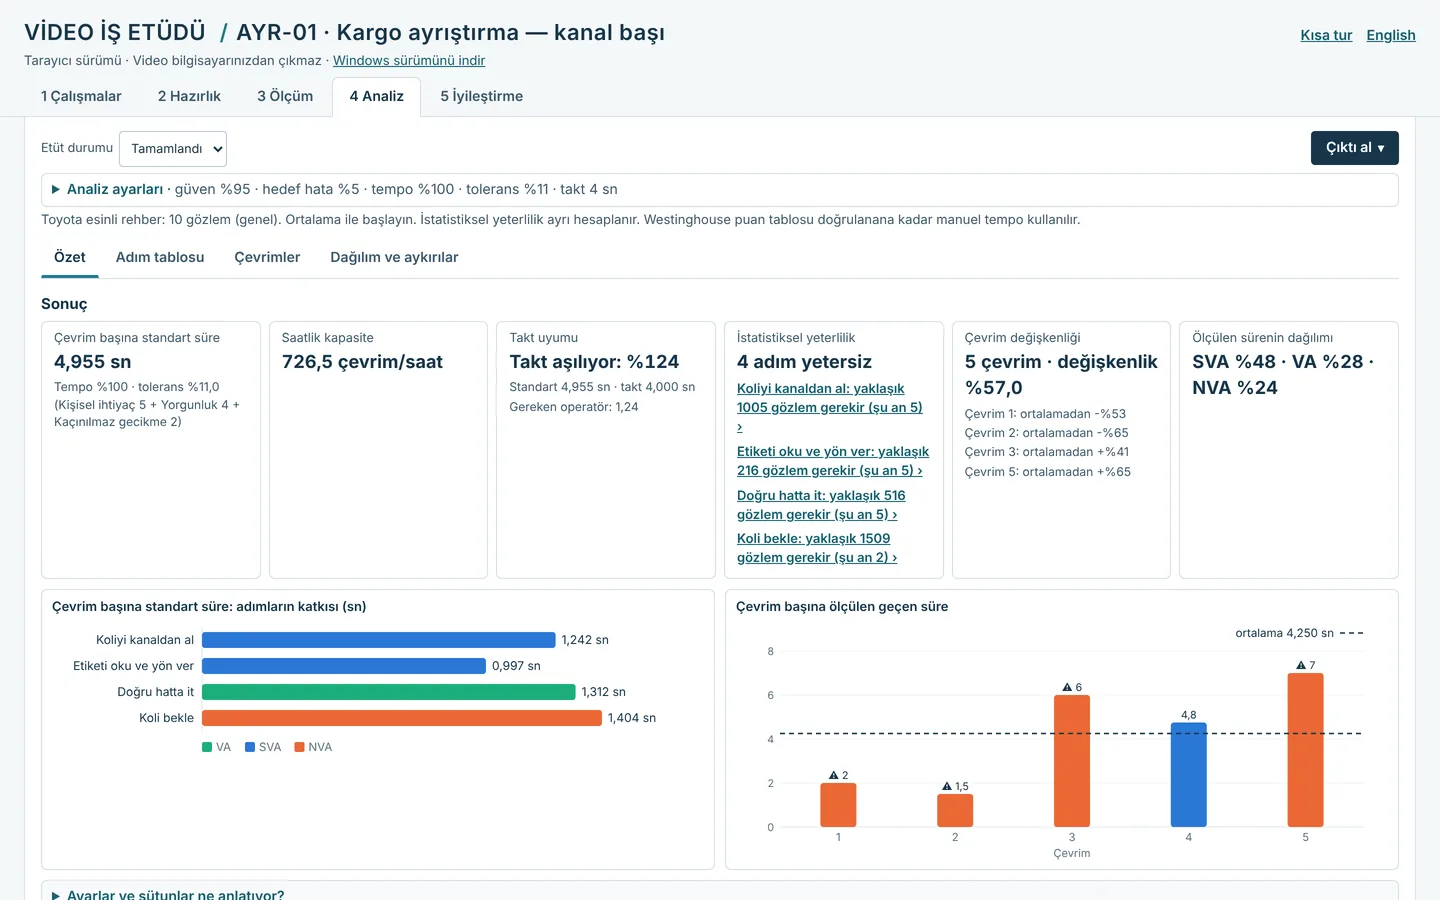 VİDEO İŞ ETÜDÜ / AYR-01 · Kargo ayrıştırma — kanal başı
Kısa tur English
Tarayıcı sürümü · Video bilgisayarınızdan çıkmaz · Windows sürümünü indir
1 Çalışmalar 2 Hazırlık 3 Ölçüm 4 Analiz 5 İyileştirme
Etüt durumu Tamamlandı
Çıktı al ▾
▶ Analiz ayarları · güven %95 · hedef hata %5 · tempo %100 · tolerans %11 · takt 4 sn
Toyota esinli rehber: 10 gözlem (genel). Ortalama ile başlayın. İstatistiksel yeterlilik ayrı hesaplanır. Westinghouse puan tablosu doğrulanana kadar manuel tempo kullanılır.
Özet Adım tablosu Çevrimler Dağılım ve aykırılar
Sonuç
Çevrim başına standart süre
4,955 sn
Tempo %100 · tolerans %11,0
(Kişisel ihtiyaç 5 + Yorgunluk 4 +
Kaçınılmaz gecikme 2)
Saatlik kapasite
726,5 çevrim/saat
Takt uyumu
Takt aşılıyor: %124
Standart 4,955 sn · takt 4,000 sn
Gereken operatör: 1,24
İstatistiksel yeterlilik
4 adım yetersiz
Koliyi kanaldan al: yaklaşık
1005 gözlem gerekir (şu an 5)
›
Etiketi oku ve yön ver: yaklaşık
216 gözlem gerekir (şu an 5) ›
Doğru hatta it: yaklaşık 516
gözlem gerekir (şu an 5) ›
Koli bekle: yaklaşık 1509
gözlem gerekir (şu an 2) ›
Çevrim değişkenliği
5 çevrim · değişkenlik
%57,0
Çevrim 1: ortalamadan -%53
Çevrim 2: ortalamadan -%65
Çevrim 3: ortalamadan +%41
Çevrim 5: ortalamadan +%65
Ölçülen sürenin dağılımı
SVA %48 · VA %28 ·
NVA %24
Çevrim başına standart süre: adımların katkısı (sn)
Koliyi kanaldan al 1,242 sn
Etiketi oku ve yön ver 0,997 sn
Doğru hatta it 1,312 sn
Koli bekle 1,404 sn
VA SVA NVA
Çevrim başına ölçülen geçen süre
ortalama 4,250 sn
8
6
4
2
0
⚠ 2
⚠ 1,5
⚠ 6
4,8
⚠ 7
1 2 3 4 5
Çevrim
▶ Ayarlar ve sütunlar ne anlatıyor?